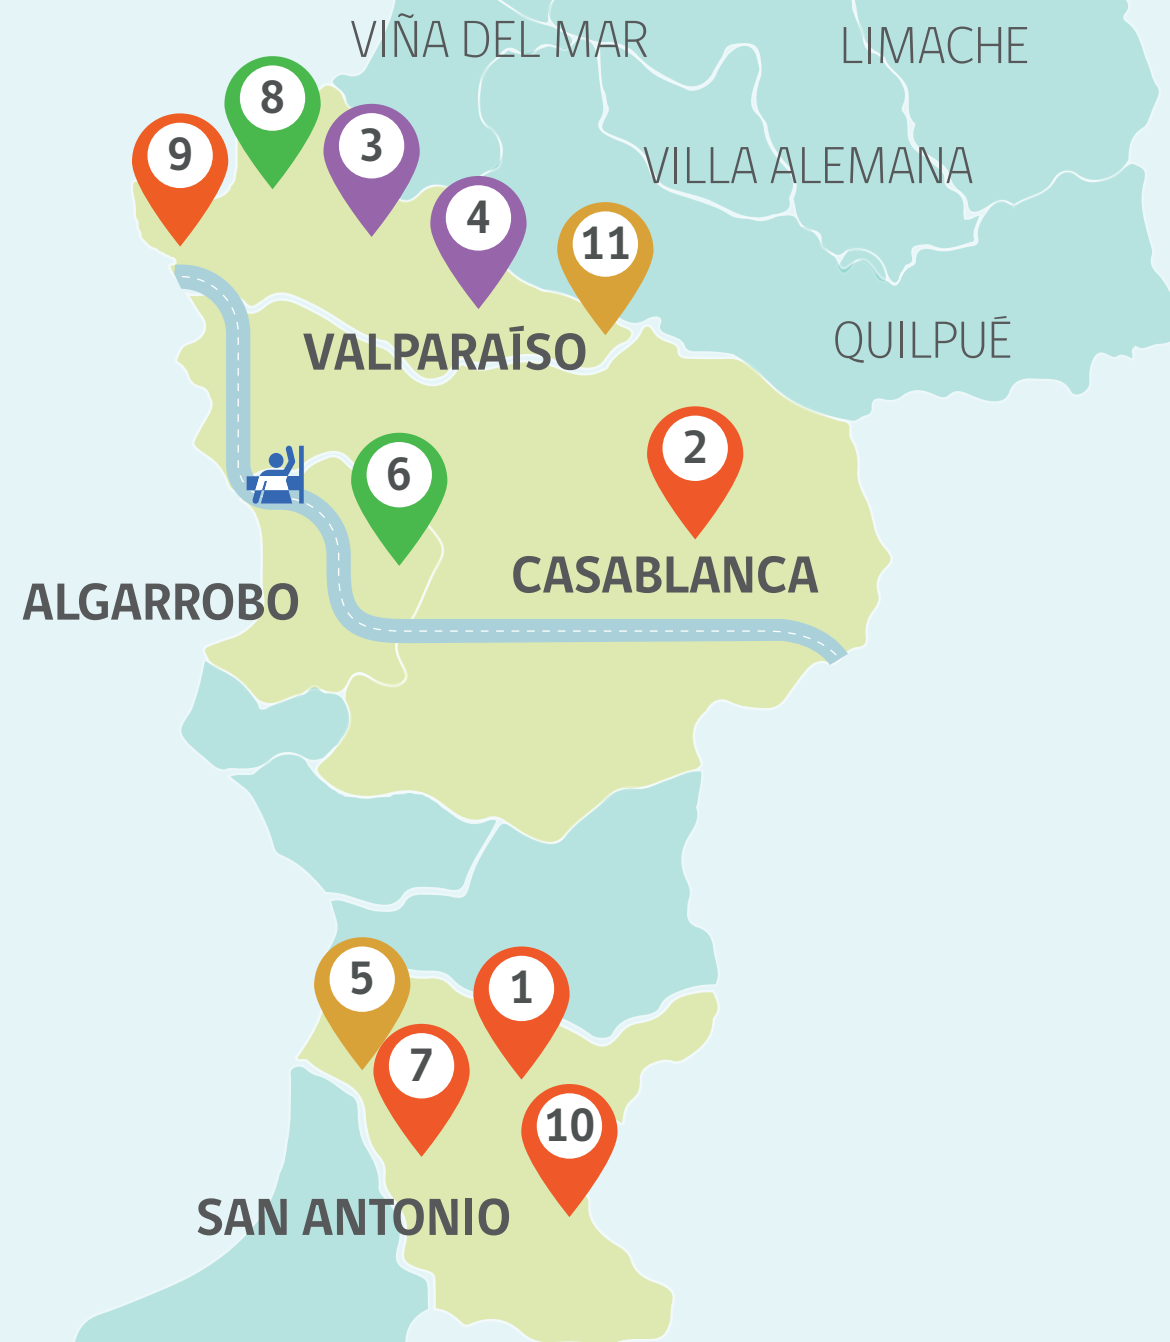 VIÑA DEL MAR
LIMACHE
8
9
3
VILLA ALEMANA
4
11
QUILPUÉ
VALPARAÍSO
2
6
CASABLANCA
ALGARROBO
5
1
7
10
SAN ANTONIO